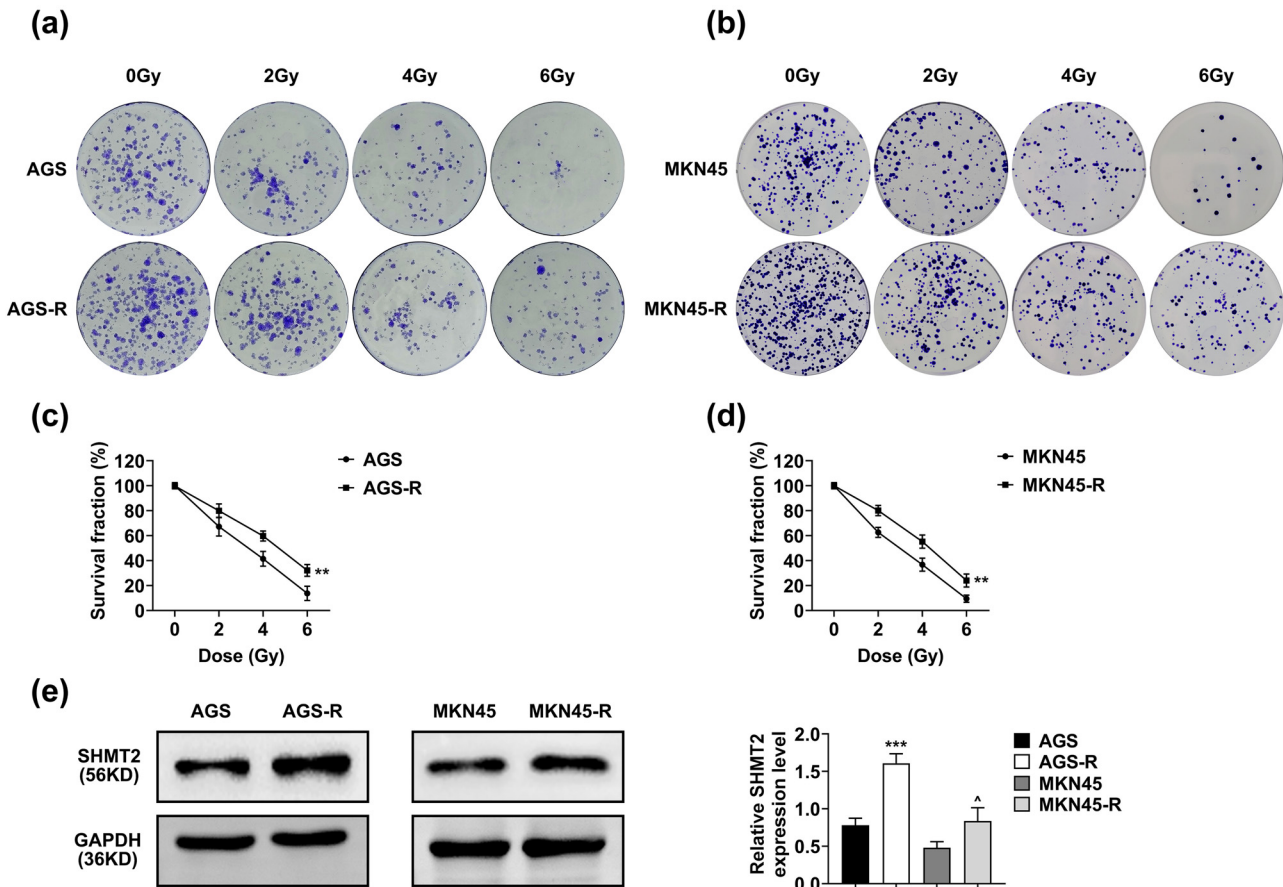 (a)
0Gy 2Gy 4Gy 6Gy
AGS
AGS-R
(b)
0Gy 2Gy 4Gy 6Gy
MKN45
MKN45-R
(c)
Survival fraction (%)
120
100
80
60
40
20
0
0 2 4 6
Dose (Gy)
AGS
AGS-R
**
(d)
Survival fraction (%)
120
100
80
60
40
20
0
0 2 4 6
Dose (Gy)
MKN45
MKN45-R
**
(e)
AGS AGS-R MKN45 MKN45-R
SHMT2
(56KD)
GAPDH
(36KD)
Relative SHMT2
expression level
2.0
1.5
1.0
0.5
0.0
***
^
AGS
AGS-R
MKN45
MKN45-R